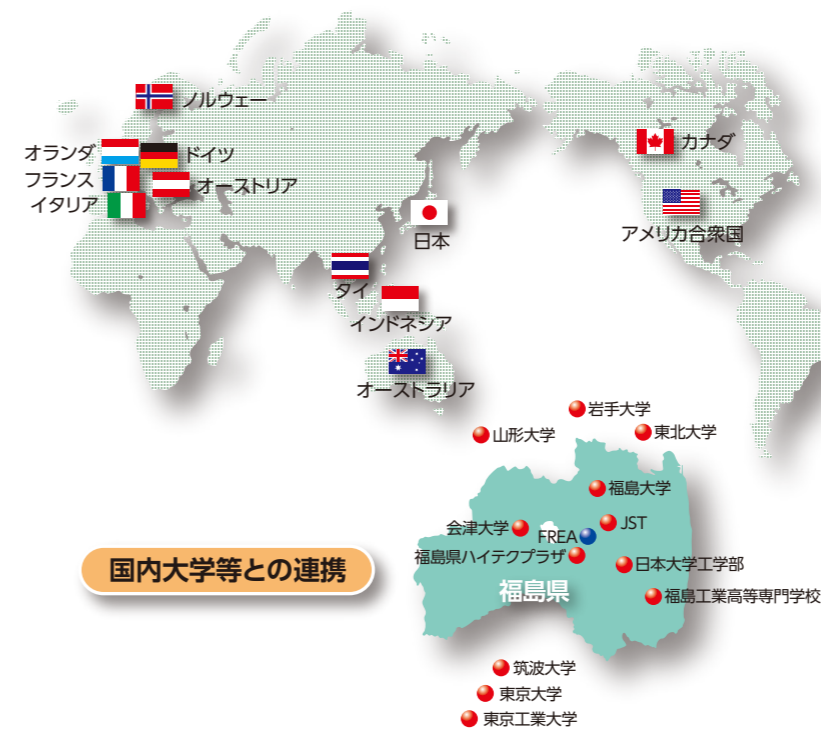 ノルウェー
オランダ
ドイツ
フランス
オーストリア
イタリア
カナダ
アメリカ合衆国
日本
タイ
インドネシア
オーストラリア
岩手大学
山形大学
東北大学
福島大学
会津大学
JST
FREA
福島県ハイテクプラザ
日本大学工学部
国内大学等との連携
福島県
福島工業高等専門学校
筑波大学
東京大学
東京工業大学